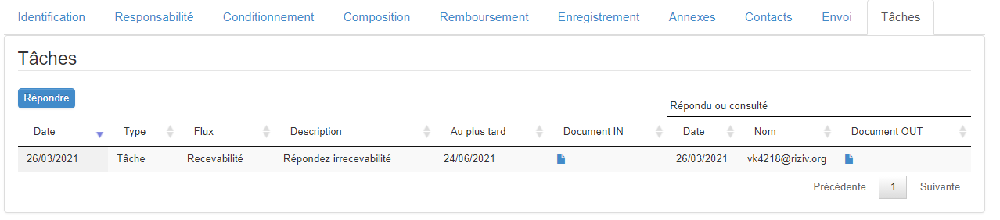 Identification Responsabilité Conditionnement Composition Remboursement Enregistrement Annexes Contacts Envoi Tâches
Tâches
Répondre
Répondu ou consulté
Date Type Flux Description Au plus tard Document IN Date Nom Document OUT
26/03/2021 Tâche Recevabilité Répondez irrecevabilité 24/06/2021 26/03/2021 vk4218@riziv.org
Précédente 1 Suivante